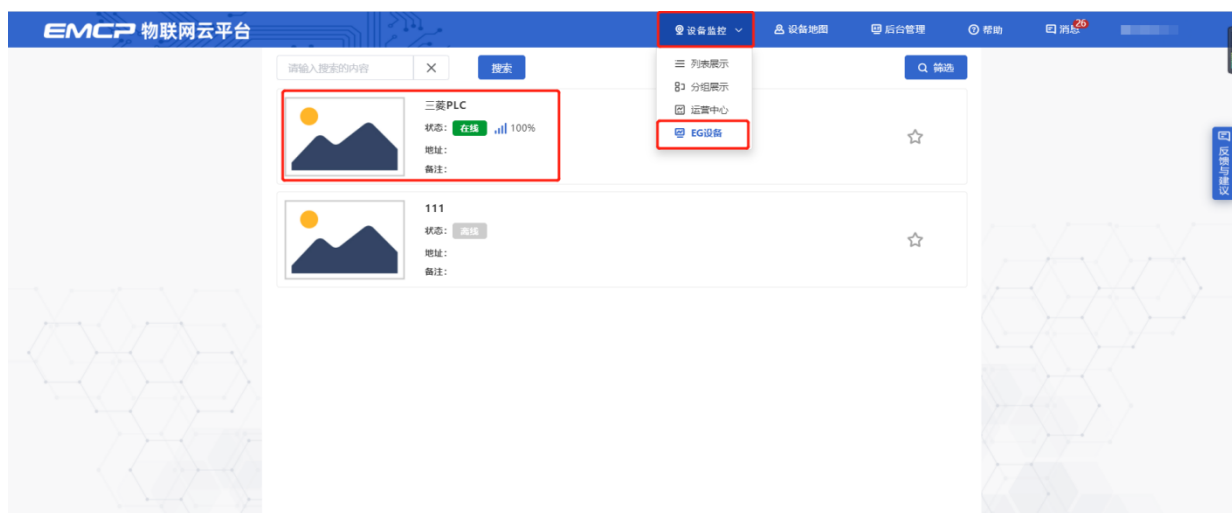 EMCP 物联网云平台
设备监控
设备地图
后台管理
帮助
消息
26
请输入搜索的内容
搜索
列表展示
分组展示
运营中心
EG设备
筛选
三菱PLC
状态: 在线 100%
地址:
备注:
111
状态: 离线
地址:
备注:
反馈与建议